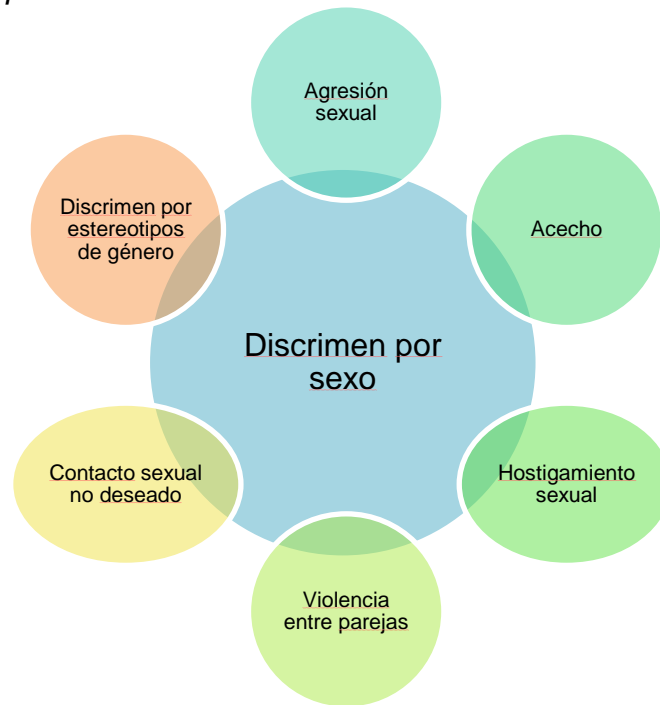 Agresión
sexual
Discrimen por
estereotipos
de género
Acecho
Discrimen por
sexo
Contacto sexual
no deseado
Hostigamiento
sexual
Violencia
entre parejas